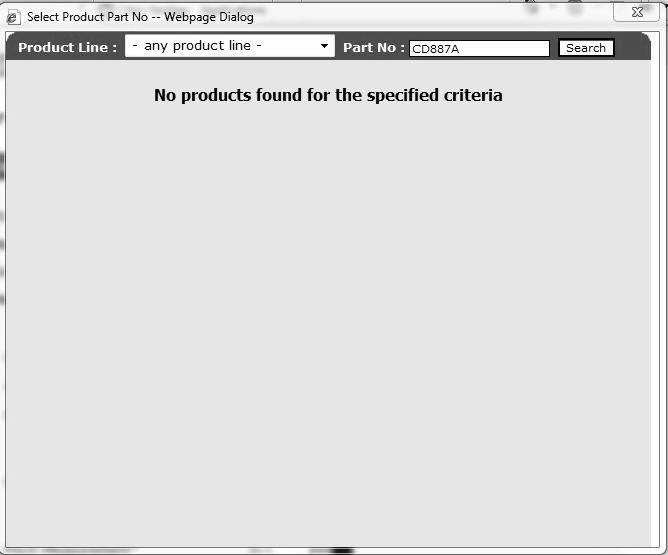 Select Product Part No -- Webpage Dialog
Product Line : - any product line - Part No : CD887A Search
No products found for the specified criteria